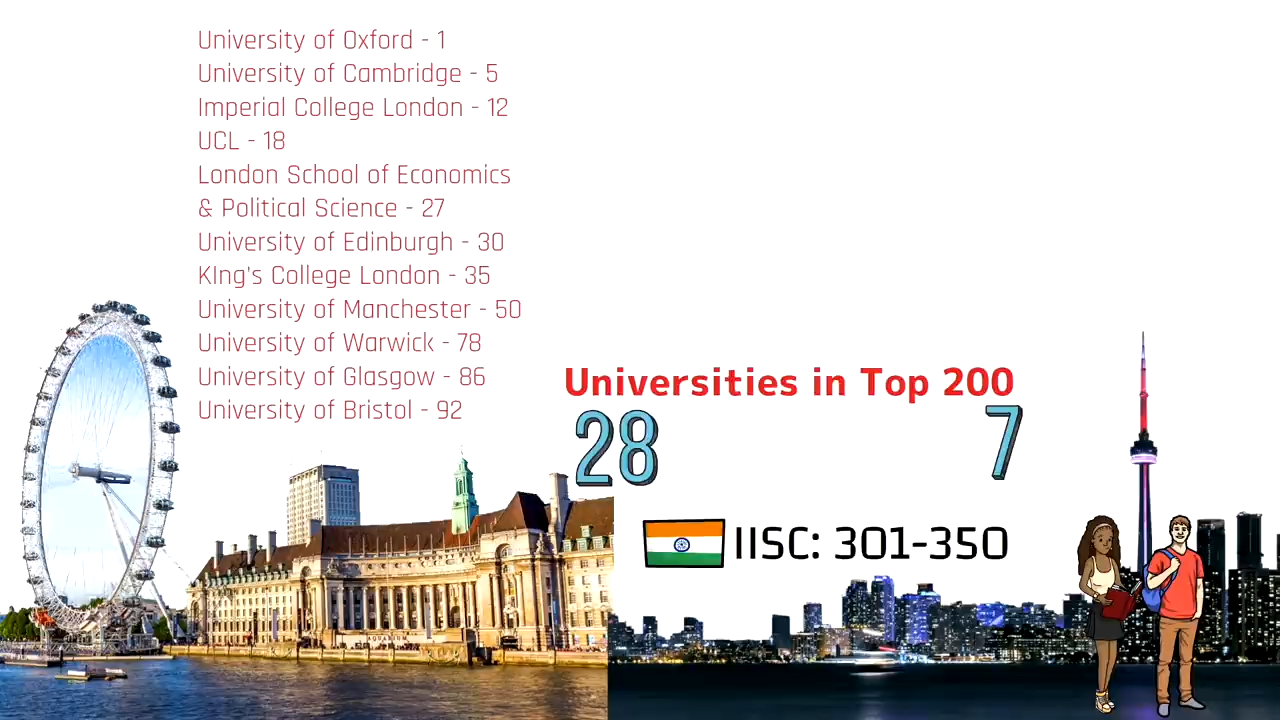 University of Oxford - 1
University of Cambridge - 5
Imperial College London - 12
UCL - 18
London School of Economics
& Political Science - 27
University of Edinburgh - 30
KIng's College London - 35
University of Manchester - 50
University of Warwick - 78
University of Glasgow - 86
University of Bristol - 92
Universities in Top 200
28 7
IISC: 301-350
AQUARIUM